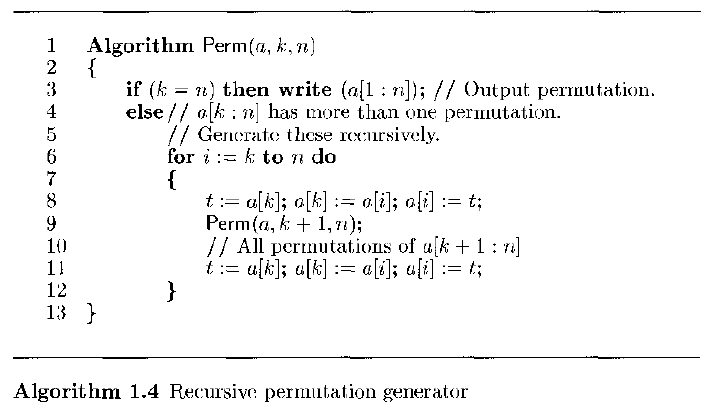 1 Algorithm Perm(a, k, n)
2 {
3 if (k = n) then write (a[1 : n]); // Output permutation.
4 else // a[k : n] has more than one permutation.
5 // Generate these recursively.
6 for i := k to n do
7 {
8 t := a[k]; a[k] := a[i]; a[i] := t;
9 Perm(a, k + 1, n);
10 // All permutations of a[k + 1 : n]
11 t := a[k]; a[k] := a[i]; a[i] := t;
12 }
13 }
Algorithm 1.4 Recursive permutation generator